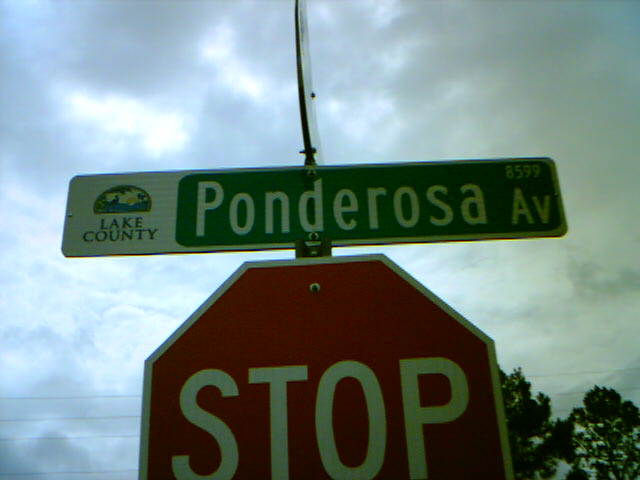 8599
LAKE
COUNTY
Ponderosa Av
STOP